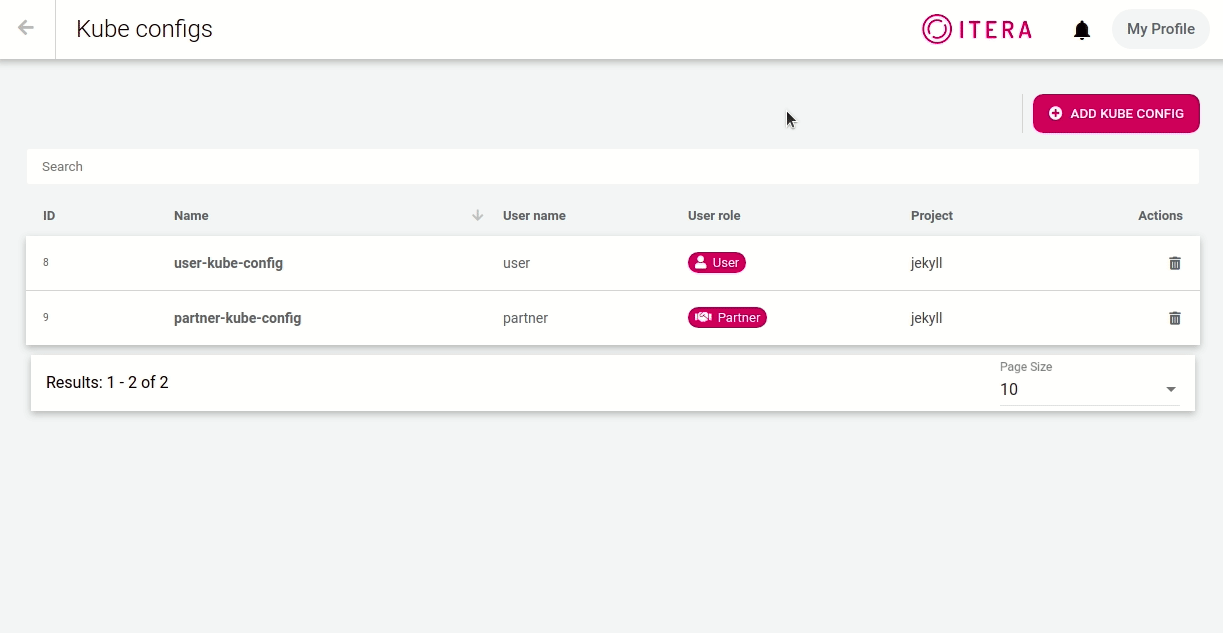 Kube configs
ITERA
My Profile
ADD KUBE CONFIG
Search
ID Name User name User role Project Actions
8 user-kube-config user User jekyll
9 partner-kube-config partner Partner jekyll
Results: 1 - 2 of 2
Page Size
10